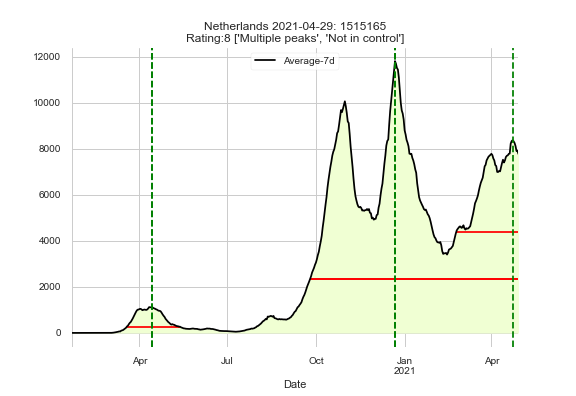 Netherlands 2021-04-29: 1515165
Rating:8 ['Multiple peaks', 'Not in control']
Average-7d
12000
10000
8000
6000
4000
2000
0
Apr
Jul
Oct
Jan
2021
Apr
Date